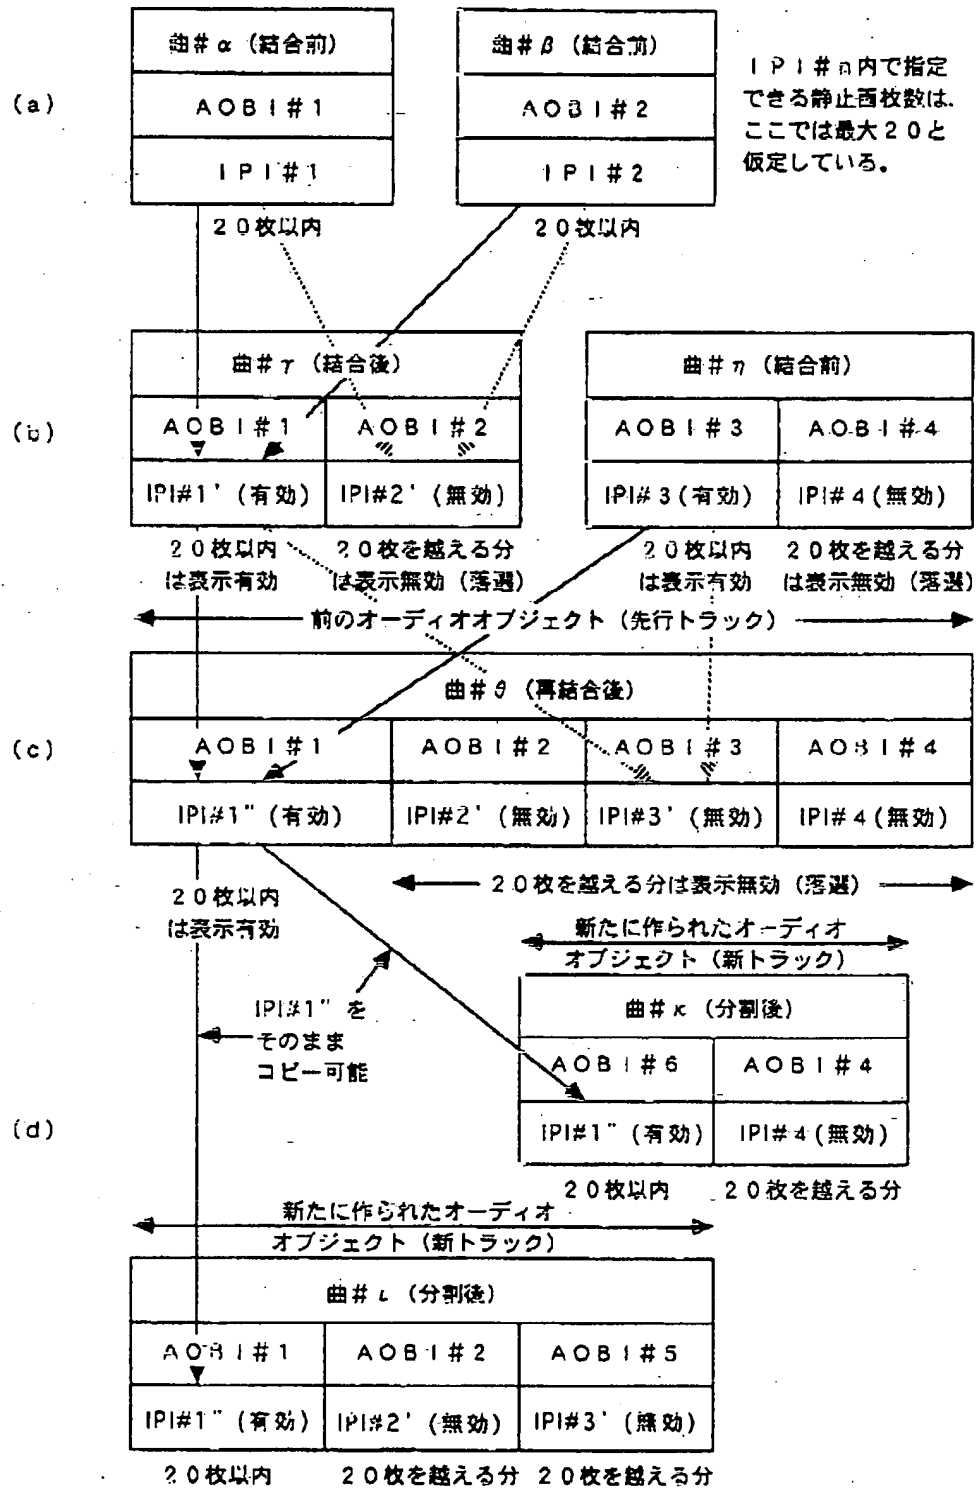 曲#α (結合前)
AOBI#1
IPI#1
20枚以内
曲#β (結合前)
AOBI#2
IPI#2
20枚以内
IPI#n内で指定
できる静止画枚数は、
ここでは最大20と
仮定している。
(a)
(b)
曲#γ (結合後)
AOBI#1
AOBI#2
IPI#1' (有効)
IPI#2' (無効)
20枚以内
は表示有効
20枚を越える分
は表示無効 (落選)
曲#η (結合前)
AOBI#3
AOBI#4
IPI#3 (有効)
IPI#4 (無効)
20枚以内
は表示有効
20枚を越える分
は表示無効 (落選)
前のオーディオオブジェクト (先行トラック)
(c)
曲#θ (再結合後)
AOBI#1
AOBI#2
AOBI#3
AOBI#4
IPI#1" (有効)
IPI#2' (無効)
IPI#3' (無効)
IPI#4 (無効)
20枚以内
は表示有効
20枚を越える分は表示無効 (落選)
IPI#1" を
そのまま
コピー可能
(d)
新たに作られたオーディオ
オブジェクト (新トラック)
曲#κ (分割後)
AOBI#6
AOBI#4
IPI#1" (有効)
IPI#4 (無効)
20枚以内
20枚を越える分
新たに作られたオーディオ
オブジェクト (新トラック)
曲#ι (分割後)
AOBI#1
AOBI#2
AOBI#5
IPI#1" (有効)
IPI#2' (無効)
IPI#3' (無効)
20枚以内
20枚を越える分
20枚を越える分